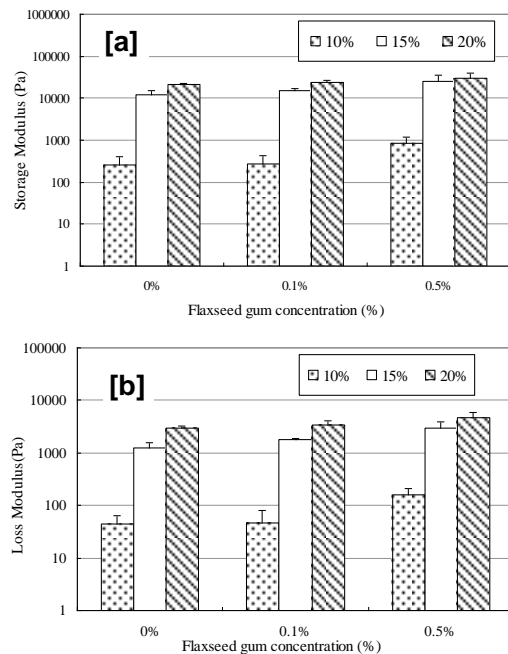 [a]
10% 15% 20%
100000
10000
1000
100
10
1
Storage Modulus (Pa)
0% 0.1% 0.5%
Flaxseed gum concentration (%)
[b]
10% 15% 20%
100000
10000
1000
100
10
1
Loss Modulus(Pa)
0% 0.1% 0.5%
Flaxseed gum concentration (%)